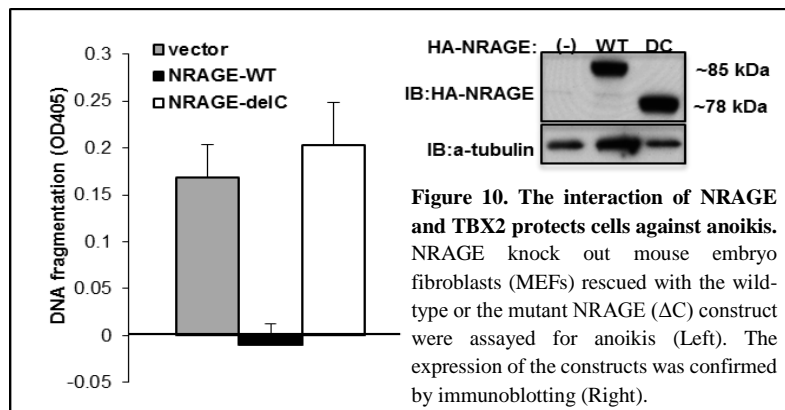 DNA fragmentation (OD405)
0.3
0.25
0.2
0.15
0.1
0.05
0
-0.05
vector
NRAGE-WT
NRAGE-delC
HA-NRAGE: (-) WT DC
IB:HA-NRAGE
~85 kDa
~78 kDa
IB:a-tubulin
Figure 10. The interaction of NRAGE
and TBX2 protects cells against anoikis.
NRAGE knock out mouse embryo
fibroblasts (MEFs) rescued with the wild-
type or the mutant NRAGE (ΔC) construct
were assayed for anoikis (Left). The
expression of the constructs was confirmed
by immunoblotting (Right).